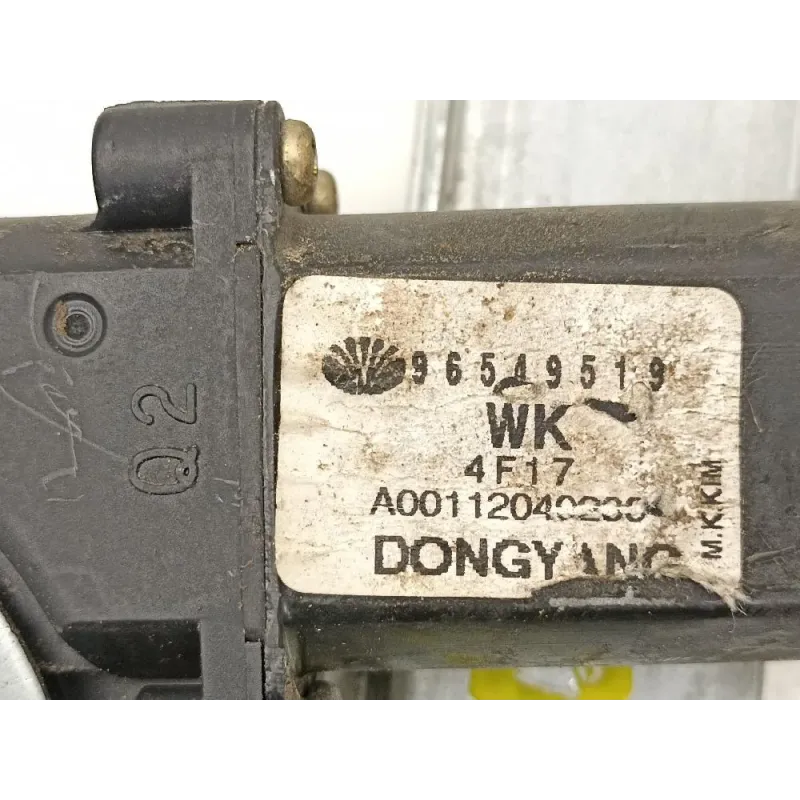 96549519
WK
4F17
DONGYANG
M.K.KIM
Q2